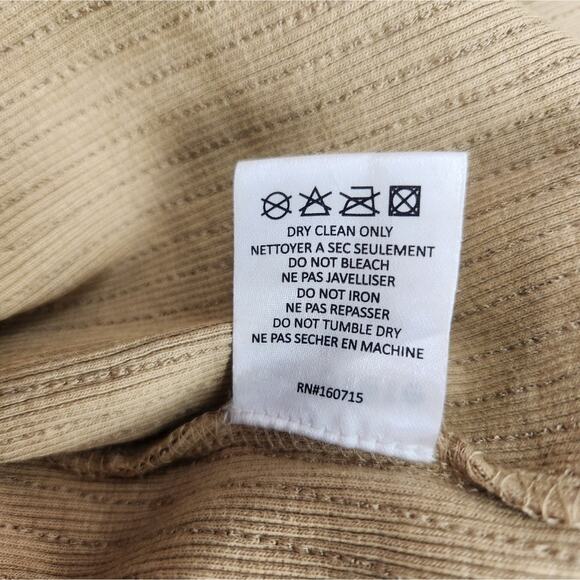 DRY CLEAN ONLY
NETTOYER A SEC SEULEMENT
DO NOT BLEACH
NE PAS JAVELLISER
DO NOT IRON
NE PAS REPASSER
DO NOT TUMBLE DRY
NE PAS SECHER EN MACHINE
RN#160715